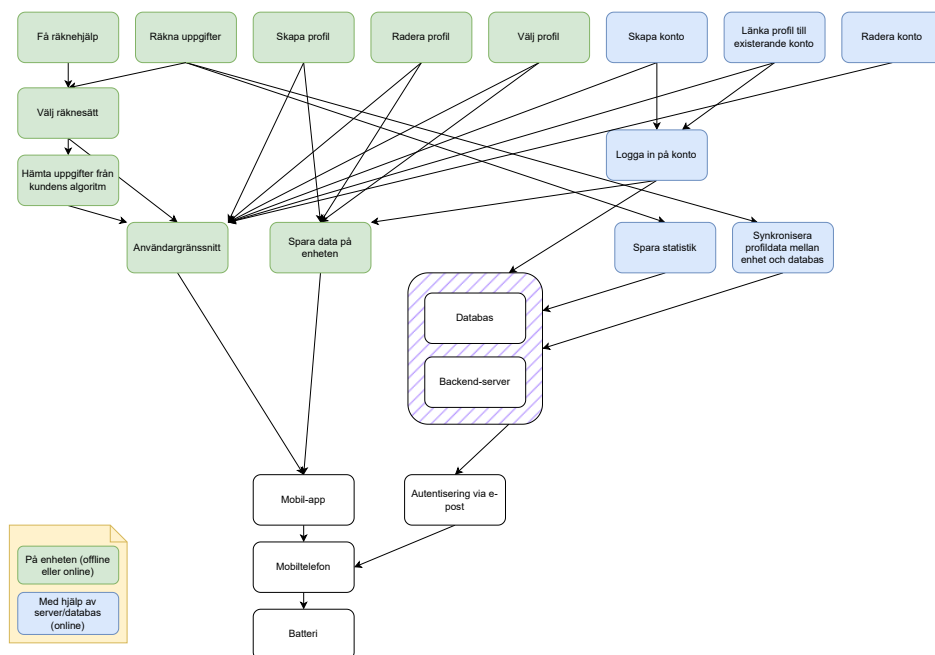 Få räknehjälp
Räkna uppgifter
Skapa profil
Radera profil
Välj profil
Skapa konto
Länka profil till
existerande konto
Radera konto
Välj räknesätt
Logga in på konto
Hämta uppgifter från
kundens algoritm
Användargränssnitt
Spara data på
enheten
Spara statistik
Synkronisera
profildata mellan
enhet och databas
Databas
Backend-server
Mobil-app
Autentisering via e-
post
Mobiltelefon
Batteri
På enheten (offline
eller online)
Med hjälp av
server/databas
(online)